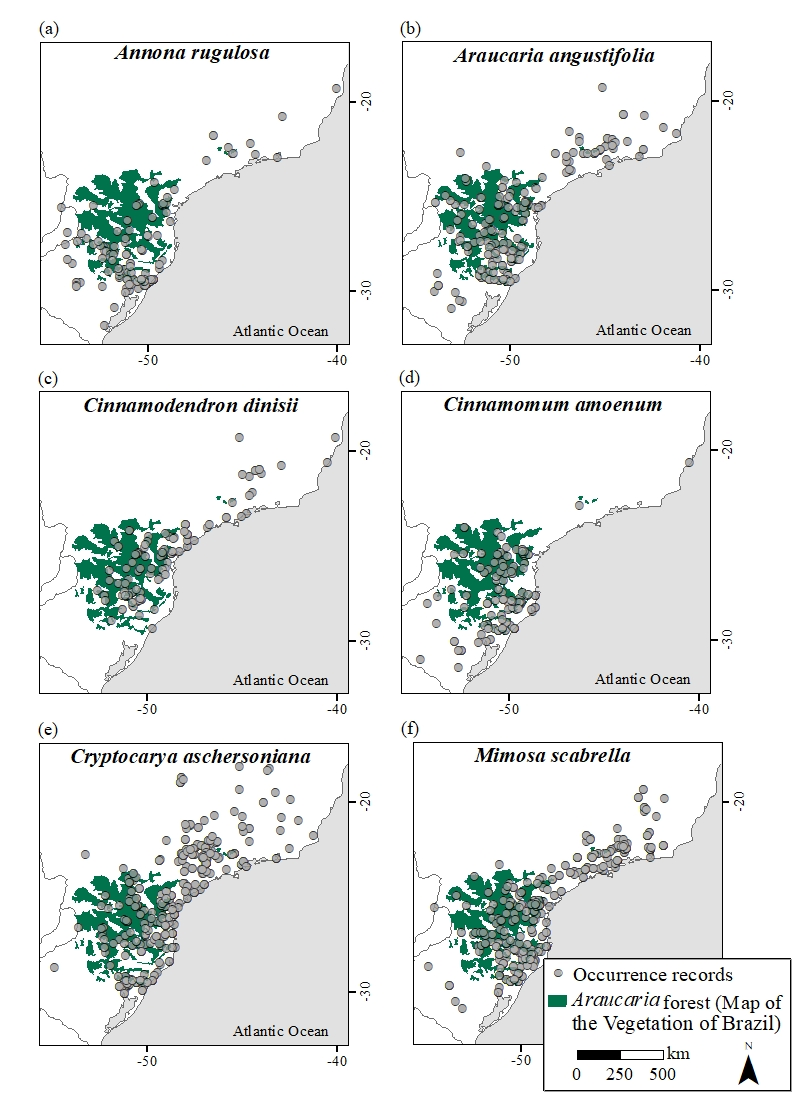 (a)
Annona rugulosa
-20
-30
Atlantic Ocean
-50
-40
(b)
Araucaria angustifolia
-20
-30
Atlantic Ocean
-50
-40
(c)
Cinnamodendron dinisii
-20
-30
Atlantic Ocean
-50
-40
(d)
Cinnamomum amoenum
-20
-30
Atlantic Ocean
-50
-40
(e)
Cryptocarya aschersoniana
-20
-30
Atlantic Ocean
-50
-40
(f)
Mimosa scabrella
-20
-50
Occurrence records
Araucaria forest (Map of
the Vegetation of Brazil)
km
0 250 500
N